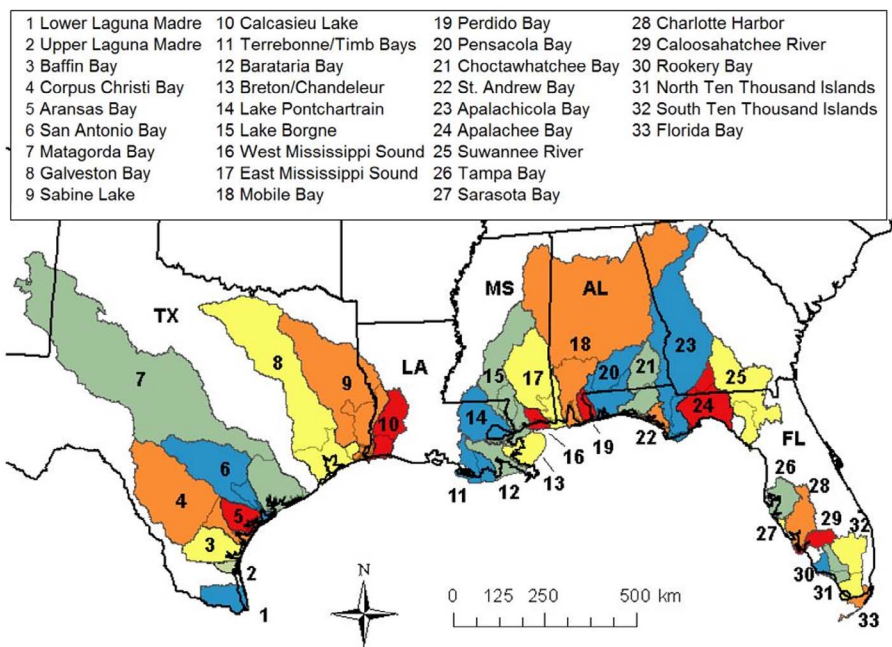 1 Lower Laguna Madre
2 Upper Laguna Madre
3 Baffin Bay
4 Corpus Christi Bay
5 Aransas Bay
6 San Antonio Bay
7 Matagorda Bay
8 Galveston Bay
9 Sabine Lake
10 Calcasieu Lake
11 Terrebonne/Timb Bays
12 Barataria Bay
13 Breton/Chandeleur
14 Lake Pontchartrain
15 Lake Borgne
16 West Mississippi Sound
17 East Mississippi Sound
18 Mobile Bay
19 Perdido Bay
20 Pensacola Bay
21 Choctawhatchee Bay
22 St. Andrew Bay
23 Apalachicola Bay
24 Apalachee Bay
25 Suwannee River
26 Tampa Bay
27 Sarasota Bay
28 Charlotte Harbor
29 Caloosahatchee River
30 Rookery Bay
31 North Ten Thousand Islands
32 South Ten Thousand Islands
33 Florida Bay
MS
AL
TX
LA
FL
18
23
8
9
7
15
17
20
21
25
10
14
24
19
22
16
6
26
28
11
12
13
4
5
29
32
27
3
2
30
31
1
33
N
0 125 250 500 km